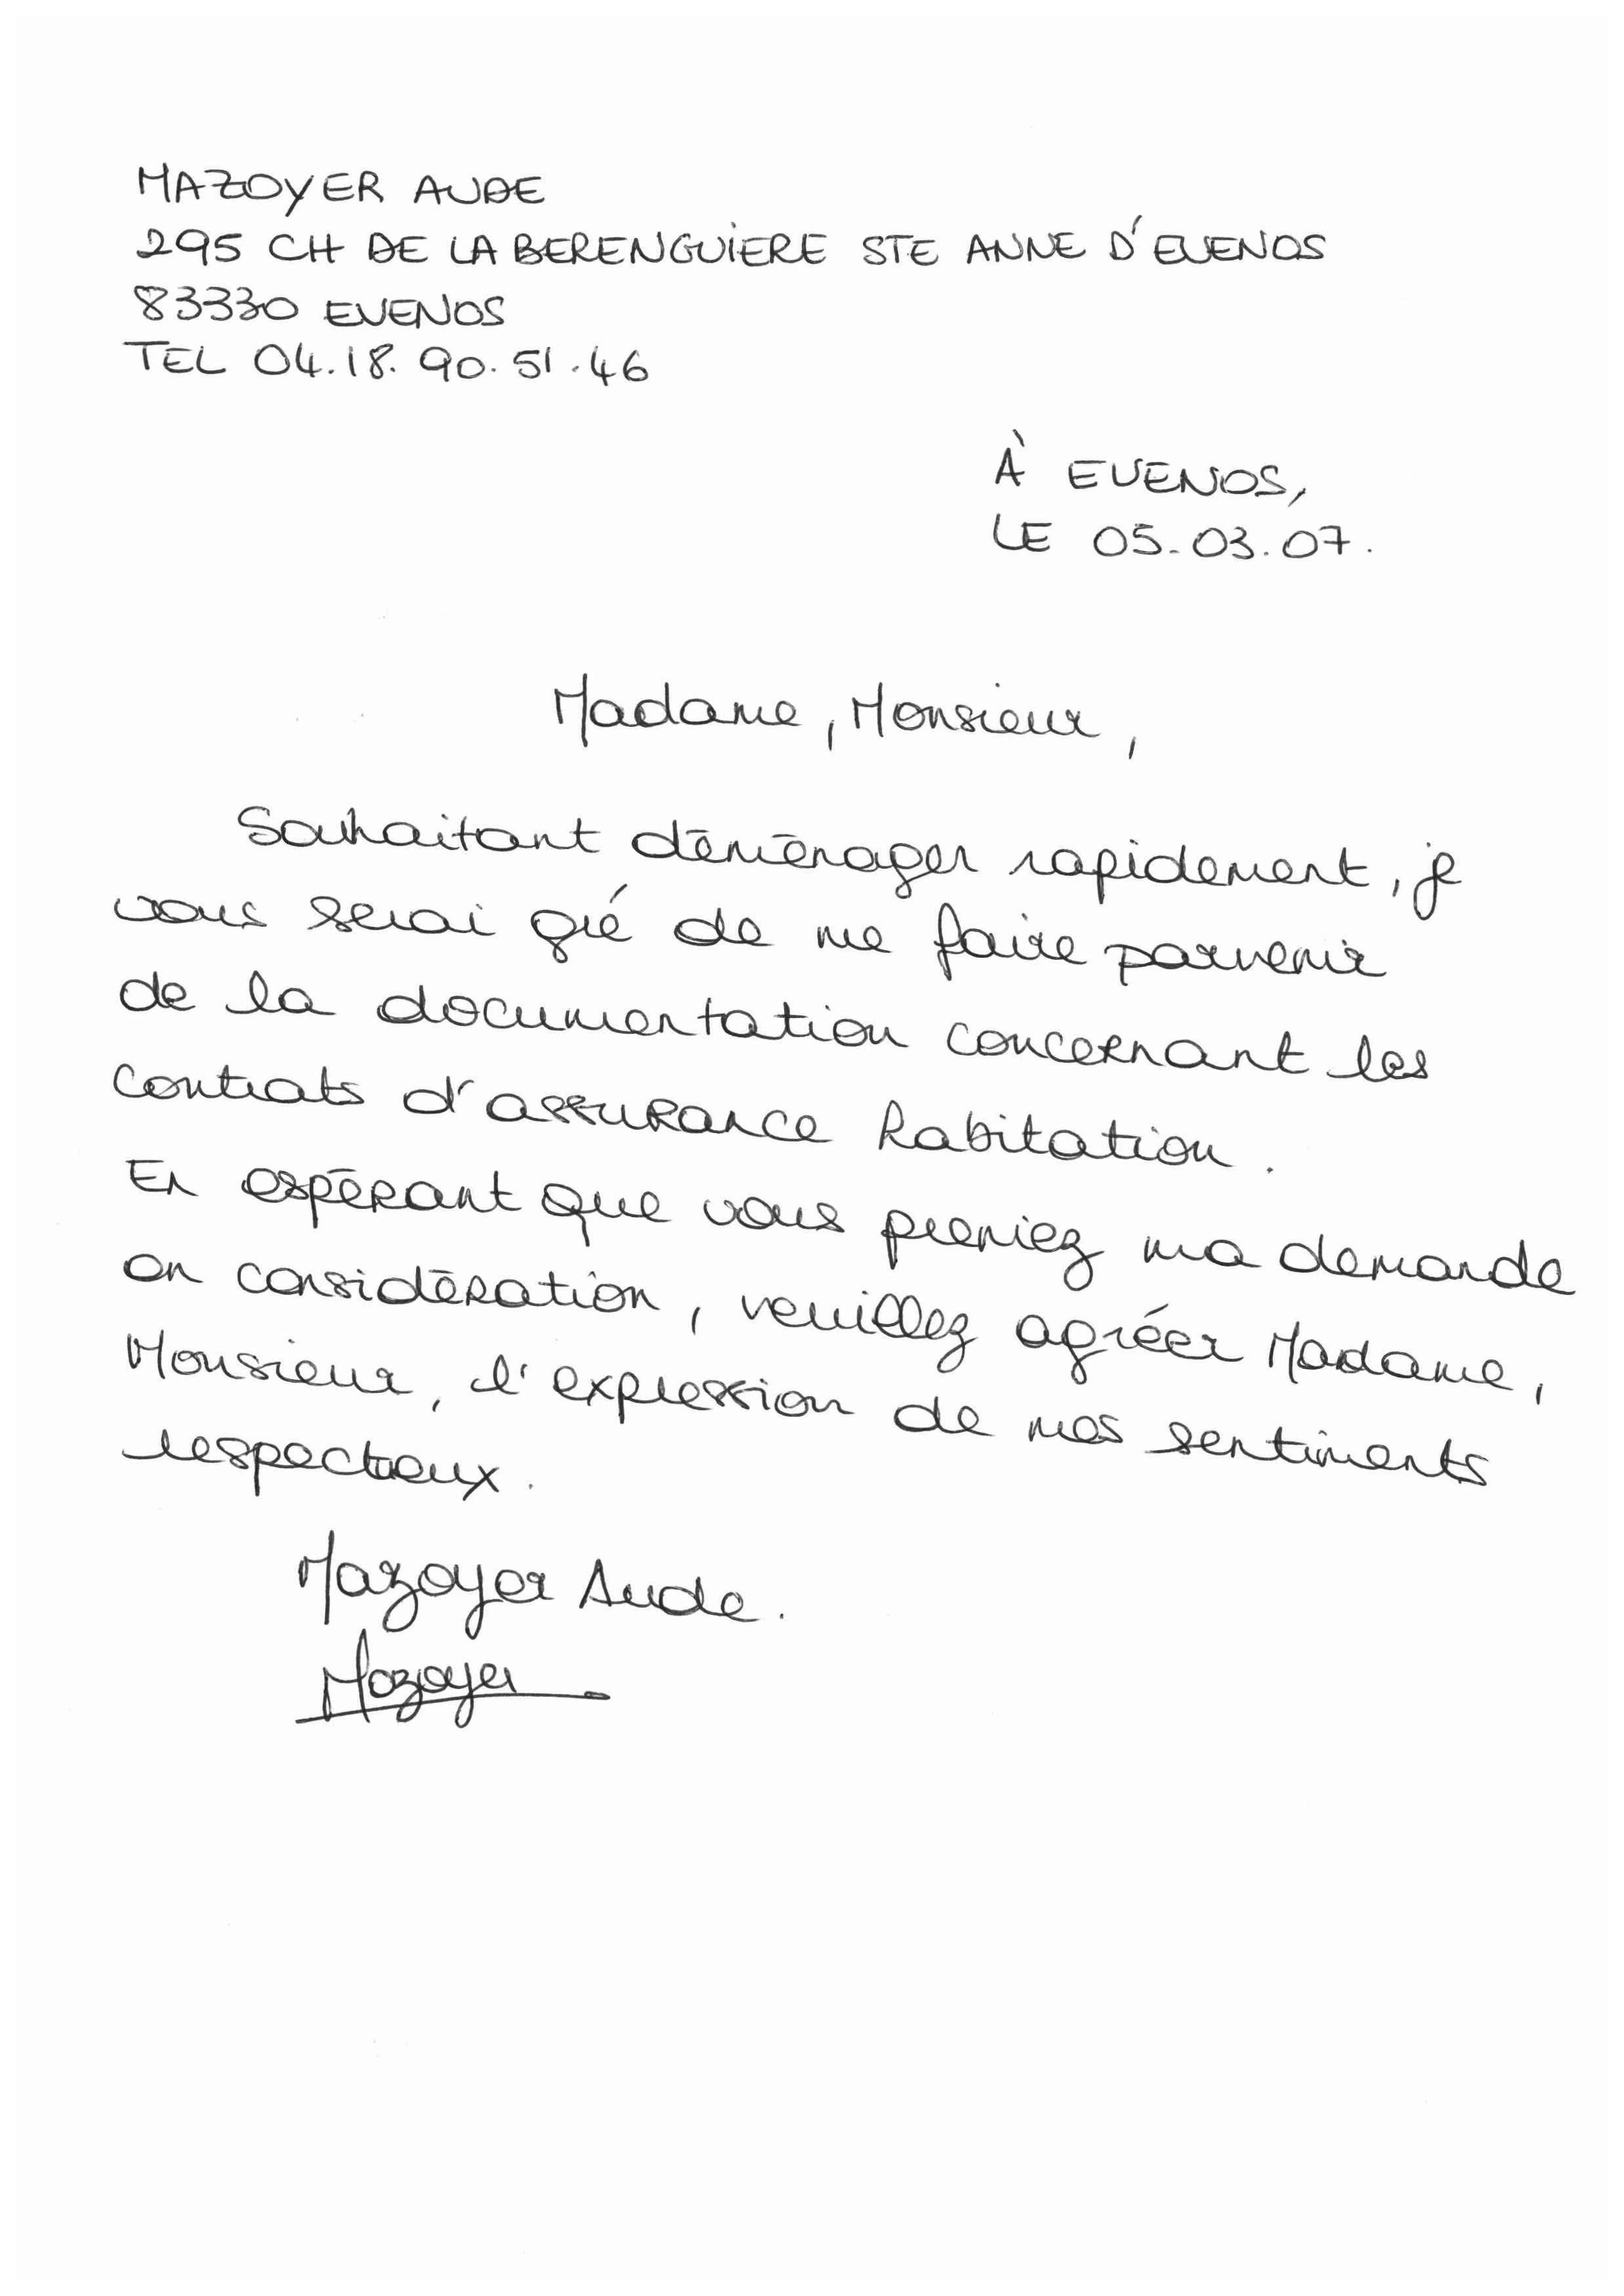 MAZOYER AUDE
295 CH DE LA BERENGUIERE STE ANNE D'EVENOS
83330 EVENOS
TEL 04.18.90.51.46
À EVENOS,
LE 05.03.07.
Madame, Monsieur,
Souhaitant déménager rapidement, je
vous serai gré de me faire parvenir
de la documentation concernant les
contrats d'assurance habitation.
En espérant que vous preniez ma demande
en considération, veuillez agréer Madame,
Monsieur, l'expression de mes sentiments
respectueux.
Mazoyer Aude.
Mazoyer